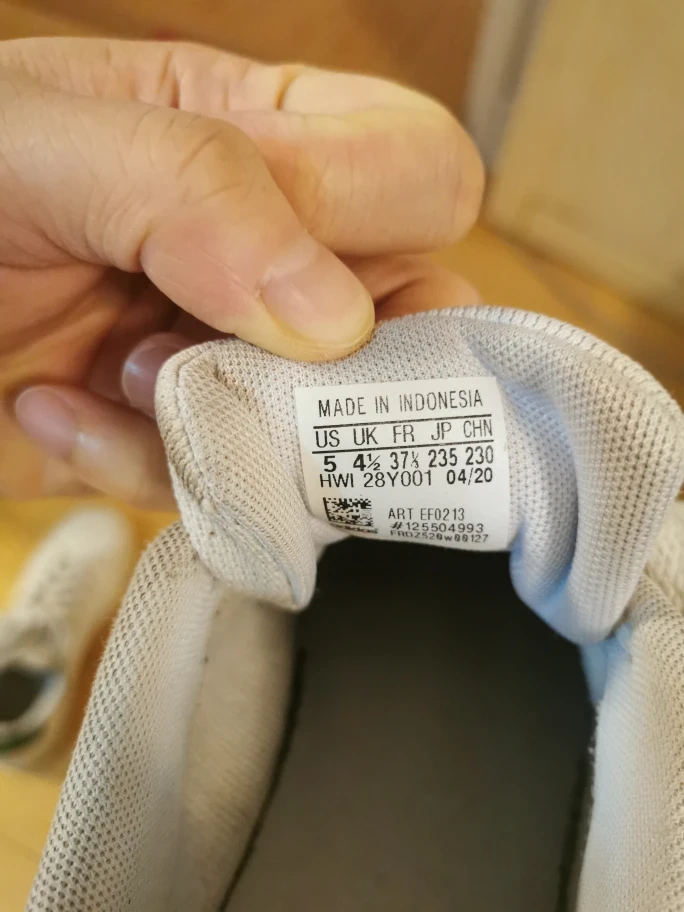 MADE IN INDONESIA
US UK FR JP CHN
5 4½ 37⅓ 235 230
HWI 28Y001 04/20
ART EF0213
#125504993
adidas